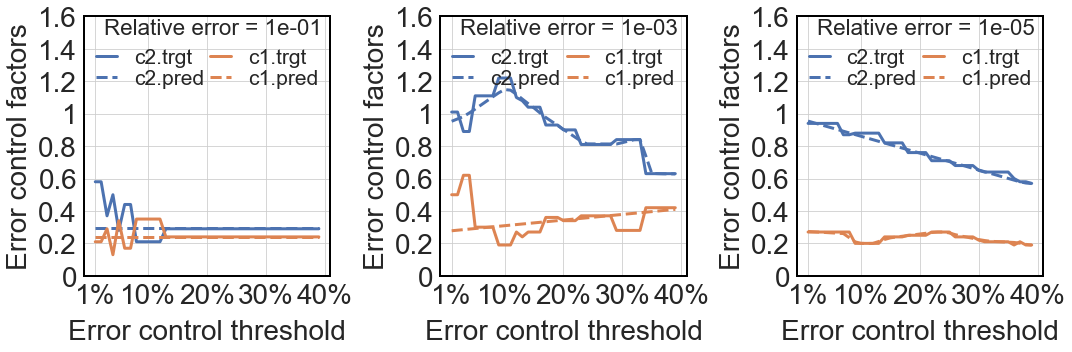 Error control factors
1.6
1.4
1.2
1
0.8
0.6
0.4
0.2
0
Relative error = 1e-01
c2.trgt c1.trgt
c2.pred c1.pred
1% 10% 20% 30% 40%
Error control threshold
Error control factors
1.6
1.4
1.2
1
0.8
0.6
0.4
0.2
0
Relative error = 1e-03
c2.trgt c1.trgt
c2.pred c1.pred
1% 10% 20% 30% 40%
Error control threshold
Error control factors
1.6
1.4
1.2
1
0.8
0.6
0.4
0.2
0
Relative error = 1e-05
c2.trgt c1.trgt
c2.pred c1.pred
1% 10% 20% 30% 40%
Error control threshold